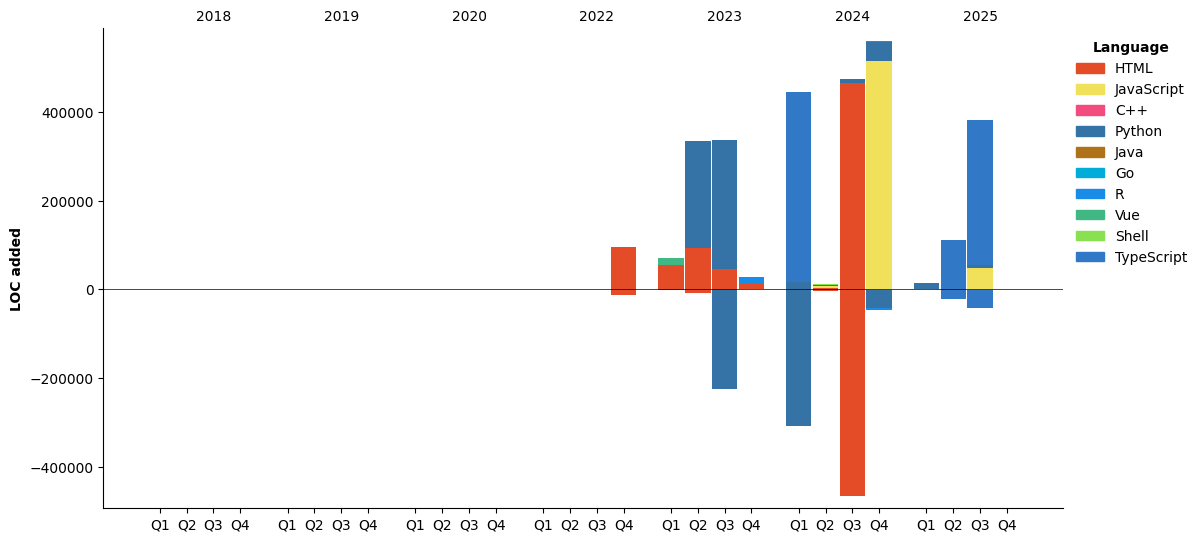 2018 2019 2020 2022 2023 2024 2025
Language
HTML
JavaScript
C++
Python
Java
Go
R
Vue
Shell
TypeScript
LOC added
400000
200000
0
−200000
−400000
Q1 Q2 Q3 Q4 Q1 Q2 Q3 Q4 Q1 Q2 Q3 Q4 Q1 Q2 Q3 Q4 Q1 Q2 Q3 Q4 Q1 Q2 Q3 Q4 Q1 Q2 Q3 Q4